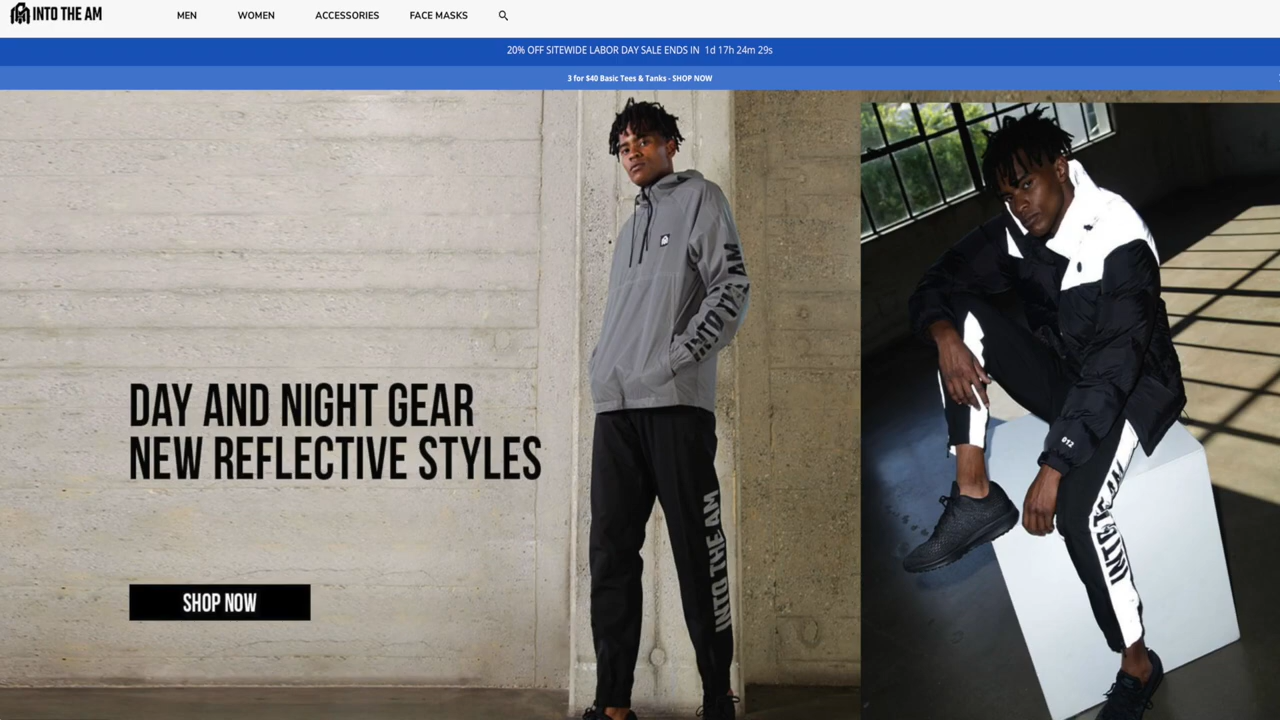 INTO THE AM
MEN
WOMEN
ACCESSORIES
FACE MASKS
20% OFF SITEWIDE LABOR DAY SALE ENDS IN 1d 17h 24m 29s
3 for $40 Basic Tees & Tanks - SHOP NOW
DAY AND NIGHT GEAR
NEW REFLECTIVE STYLES
SHOP NOW
INTO THE AM
INTO THE AM
012
INTO THE AM